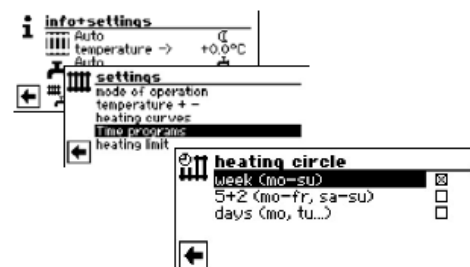 info+settings
Auto
temperature -> +0.0°C
Auto
settings
mode of operation
temperature + -
heating curves
Time programs
heating limit
heating circle
week (mo-su)
5+2 (mo-fr, sa-su)
days (mo, tu...)